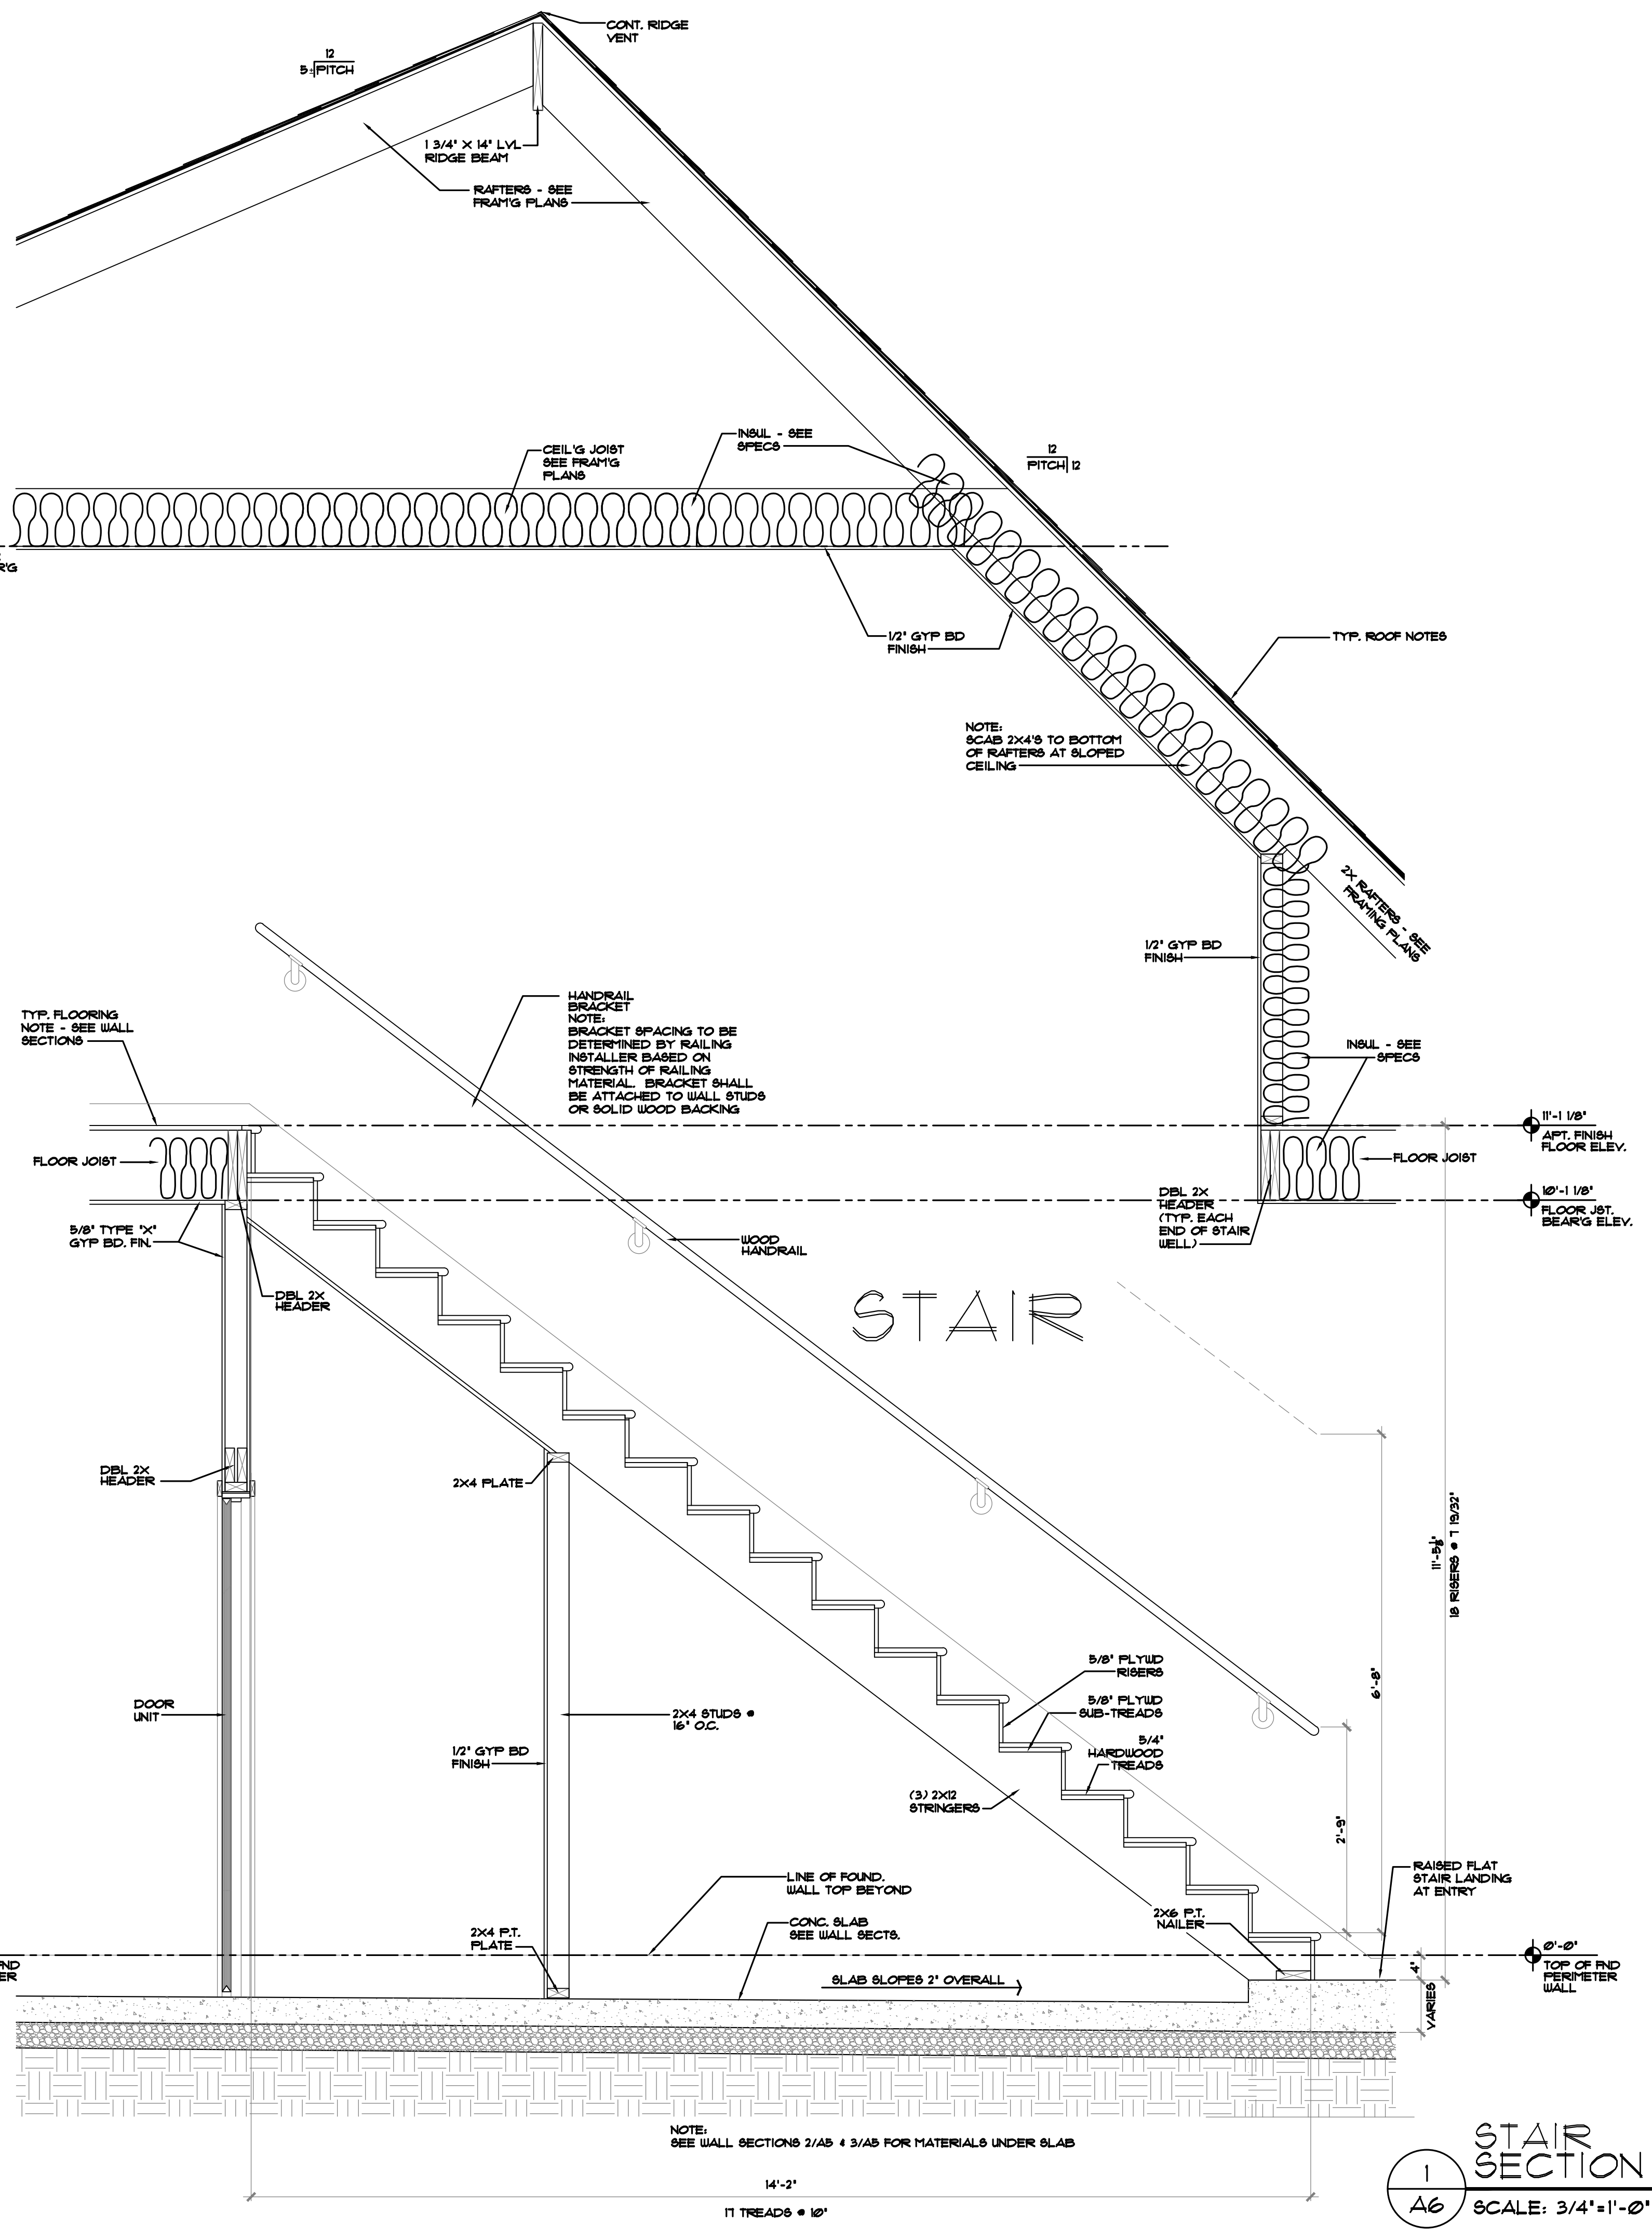 CONT. RIDGE
VENT
12
5± PITCH
1 3/4" X 14" LVL
RIDGE BEAM
RAFTERS - SEE
FRAM'G PLANS
CEIL'G JOIST
SEE FRAM'G
PLANS
INSUL - SEE
SPECS
12
PITCH 12
R'G
1/2" GYP BD
FINISH
TYP. ROOF NOTES
NOTE:
SCAB 2X4'S TO BOTTOM
OF RAFTERS AT SLOPED
CEILING
2X RAFTERS - SEE
FRAMING PLANS
1/2" GYP BD
FINISH
HANDRAIL
BRACKET
NOTE:
BRACKET SPACING TO BE
DETERMINED BY RAILING
INSTALLER BASED ON
STRENGTH OF RAILING
MATERIAL. BRACKET SHALL
BE ATTACHED TO WALL STUDS
OR SOLID WOOD BACKING
TYP. FLOORING
NOTE - SEE WALL
SECTIONS
INSUL - SEE
SPECS
11'-1 1/8"
APT. FINISH
FLOOR ELEV.
FLOOR JOIST
FLOOR JOIST
10'-1 1/8"
FLOOR JST.
BEAR'G ELEV.
DBL 2X
HEADER
(TYP. EACH
END OF STAIR
WELL)
5/8" TYPE "X"
GYP BD. FIN.
WOOD
HANDRAIL
DBL 2X
HEADER
STAIR
DBL 2X
HEADER
2X4 PLATE
11'-5 1/8"
18 RISERS @ 7 19/32"
6'-8"
5/8" PLYWD
RISERS
5/8" PLYWD
SUB-TREADS
5/4"
HARDWOOD
TREADS
DOOR
UNIT
2X4 STUDS @
16" O.C.
1/2" GYP BD
FINISH
(3) 2X12
STRINGERS
2'-9"
LINE OF FOUND.
WALL TOP BEYOND
RAISED FLAT
STAIR LANDING
AT ENTRY
2X6 P.T.
NAILER
CONC. SLAB
SEE WALL SECTS.
2X4 P.T.
PLATE
0'-0"
TOP OF FND
PERIMETER
WALL
FND
ER
SLAB SLOPES 2" OVERALL
4"
VARIES
NOTE:
SEE WALL SECTIONS 2/A5 & 3/A5 FOR MATERIALS UNDER SLAB
14'-2"
17 TREADS @ 10"
1
A6
STAIR
SECTION
SCALE: 3/4"=1'-0"